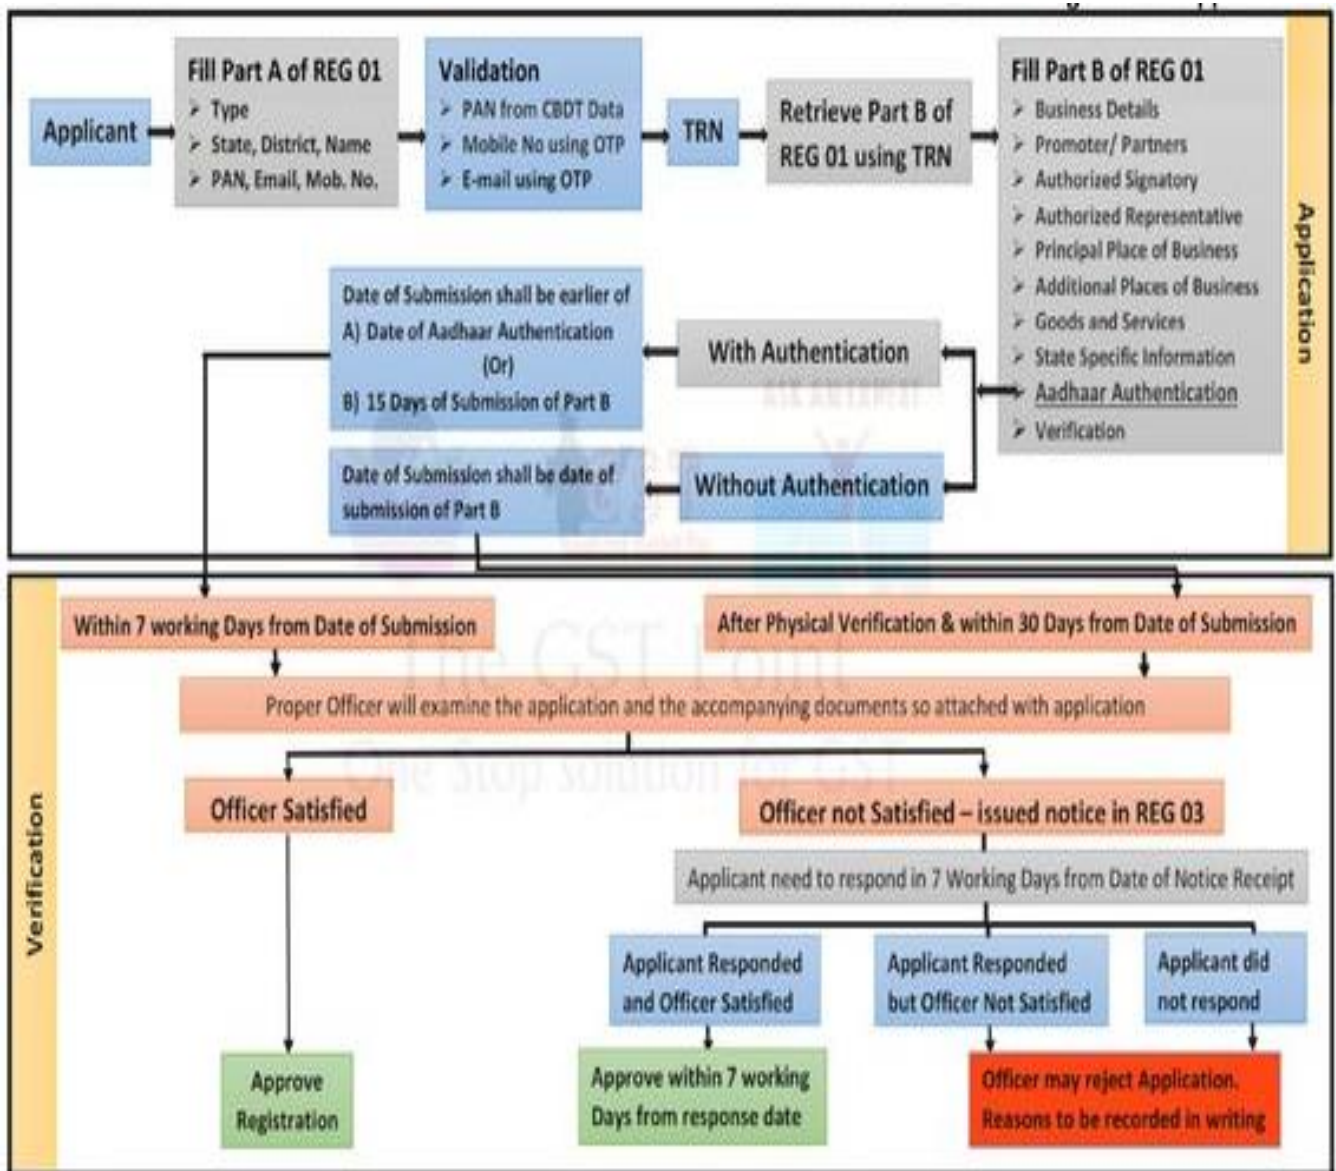 Applicant
Fill Part A of REG 01
➢ Type
➢ State, District, Name
➢ PAN, Email, Mob. No.
Validation
➢ PAN from CBDT Data
➢ Mobile No using OTP
➢ E-mail using OTP
TRN
Retrieve Part B of
REG 01 using TRN
Fill Part B of REG 01
➢ Business Details
➢ Promoter/ Partners
➢ Authorized Signatory
➢ Authorized Representative
➢ Principal Place of Business
➢ Additional Places of Business
➢ Goods and Services
➢ State Specific Information
➢ Aadhaar Authentication
➢ Verification
Application
With Authentication
Date of Submission shall be earlier of
A) Date of Aadhaar Authentication
(Or)
B) 15 Days of Submission of Part B
Without Authentication
Date of Submission shall be date of
submission of Part B
Verification
Within 7 working Days from Date of Submission
After Physical Verification & within 30 Days from Date of Submission
The GST Point
Proper Officer will examine the application and the accompanying documents so attached with application
One Stop solution for GST
Officer Satisfied
Officer not Satisfied – issued notice in REG 03
Applicant need to respond in 7 Working Days from Date of Notice Receipt
Applicant Responded
and Officer Satisfied
Applicant Responded
but Officer Not Satisfied
Applicant did
not respond
Approve
Registration
Approve within 7 working
Days from response date
Officer may reject Application.
Reasons to be recorded in writing